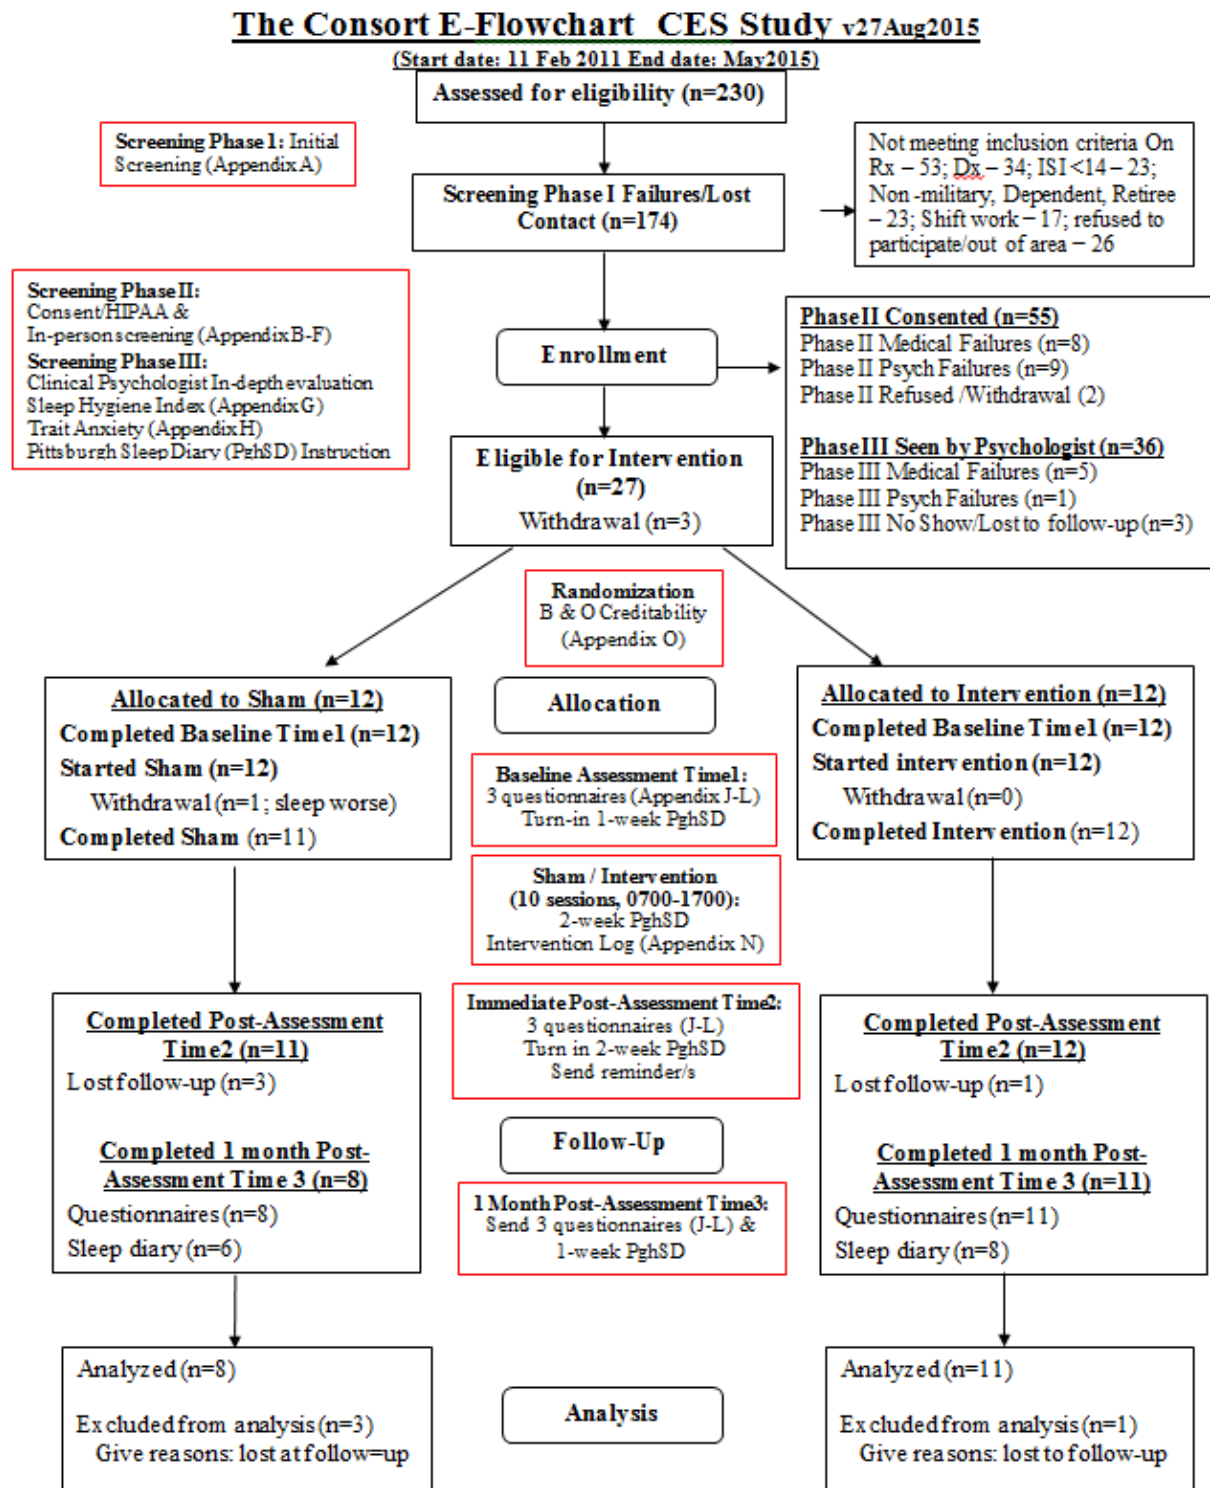 The Consort E-Flowchart CES Study v27Aug2015
(Start date: 11 Feb 2011 End date: May2015)
Assessed for eligibility (n=230)
Screening Phase I: Initial
Screening (Appendix A)
Not meeting inclusion criteria On
Rx – 53; Dx – 34; ISI <14 – 23;
Non -military, Dependent, Retiree
– 23; Shift work – 17; refused to
participate/out of area – 26
Screening Phase I Failures/Lost
Contact (n=174)
Screening Phase II:
Consent/HIPAA &
In-person screening (Appendix B-F)
Screening Phase III:
Clinical Psychologist In-depth evaluation
Sleep Hygiene Index (Appendix G)
Trait Anxiety (Appendix H)
Pittsburgh Sleep Diary (PghSD) Instruction
Enrollment
Phase II Consented (n=55)
Phase II Medical Failures (n=8)
Phase II Psych Failures (n=9)
Phase II Refused /Withdrawal (2)
Phase III Seen by Psychologist (n=36)
Phase III Medical Failures (n=5)
Phase III Psych Failures (n=1)
Phase III No Show/Lost to follow-up (n=3)
Eligible for Intervention
(n=27)
Withdrawal (n=3)
Randomization
B & O Creditability
(Appendix O)
Allocated to Sham (n=12)
Completed Baseline Time1 (n=12)
Started Sham (n=12)
Withdrawal (n=1; sleep worse)
Completed Sham (n=11)
Allocation
Allocated to Intervention (n=12)
Completed Baseline Time1 (n=12)
Started intervention (n=12)
Withdrawal (n=0)
Completed Intervention (n=12)
Baseline Assessment Time1:
3 questionnaires (Appendix J-L)
Turn-in 1-week PghSD
Sham / Intervention
(10 sessions, 0700-1700):
2-week PghSD
Intervention Log (Appendix N)
Immediate Post-Assessment Time2:
3 questionnaires (J-L)
Turn in 2-week PghSD
Send reminder/s
Completed Post-Assessment
Time2 (n=11)
Lost follow-up (n=3)
Completed 1 month Post-
Assessment Time 3 (n=8)
Questionnaires (n=8)
Sleep diary (n=6)
Follow-Up
1 Month Post-Assessment Time3:
Send 3 questionnaires (J-L) &
1-week PghSD
Completed Post-Assessment
Time2 (n=12)
Lost follow-up (n=1)
Completed 1 month Post-
Assessment Time 3 (n=11)
Questionnaires (n=11)
Sleep diary (n=8)
Analyzed (n=8)
Excluded from analysis (n=3)
Give reasons: lost at follow=up
Analysis
Analyzed (n=11)
Excluded from analysis (n=1)
Give reasons: lost to follow-up